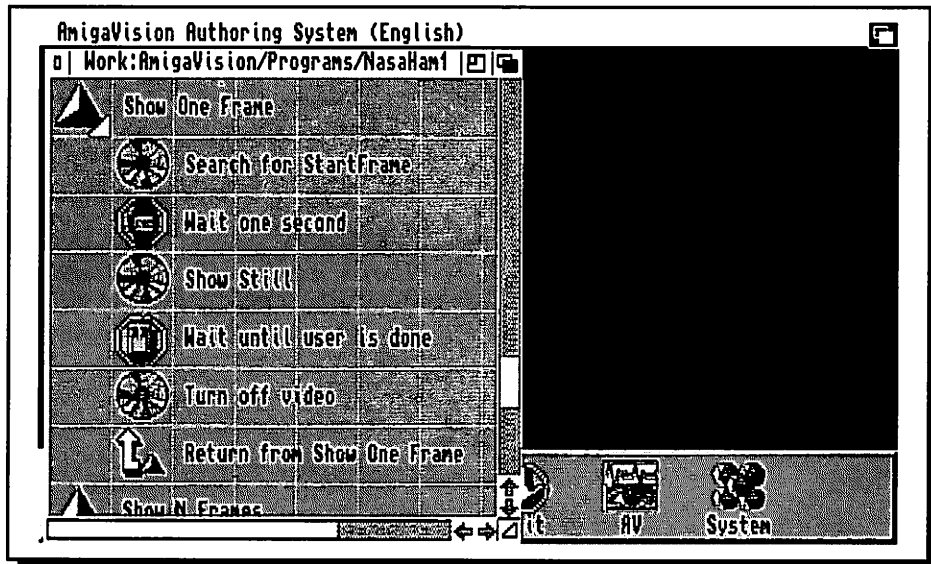 AmigaVision Authoring System (English)
Work:AmigaVision/Programs/NasaHam1
Show One Frame
Search for StartFrame
Wait one second
Show Still
Wait until user is done
Turn off video
Return from Show One Frame
Show N Frames
it AV System